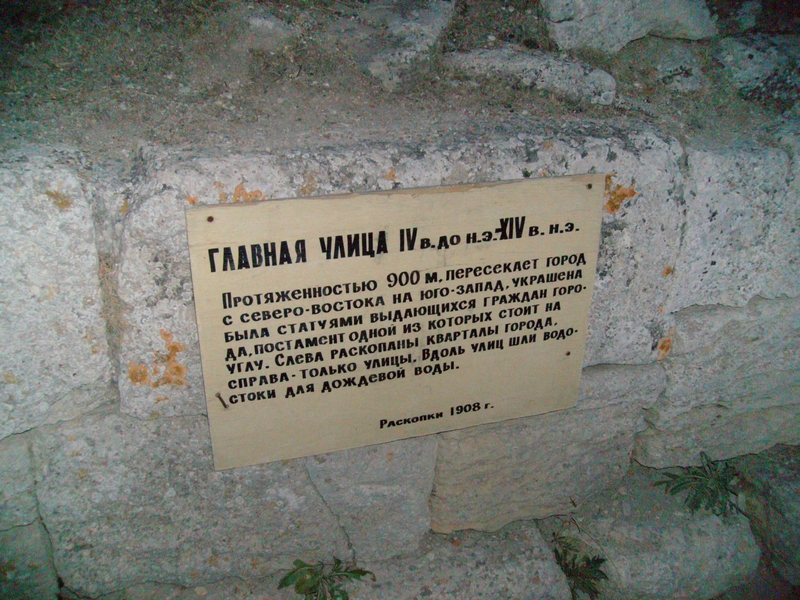 ГЛАВНАЯ УЛИЦА IV В. ДО Н.Э.-XIV В. Н.Э.
ПРОТЯЖЕННОСТЬЮ 900 М. ПЕРЕСЕКАЕТ ГОРОД
С СЕВЕРО-ВОСТОКА НА ЮГО-ЗАПАД, УКРАШЕНА
БЫЛА СТАТУЯМИ ВЫДАЮЩИХСЯ ГРАЖДАН ГОРО-
ДА, ПОСТАМЕНТ ОДНОЙ ИЗ КОТОРЫХ СТОИТ НА
УГЛУ. СЛЕВА РАСКОПАНЫ КВАРТАЛЫ ГОРОДА,
СПРАВА-ТОЛЬКО УЛИЦЫ. ВДОЛЬ УЛИЦ ШЛИ ВОДО-
СТОКИ ДЛЯ ДОЖДЕВОЙ ВОДЫ.
РАСКОПКИ 1908 Г.